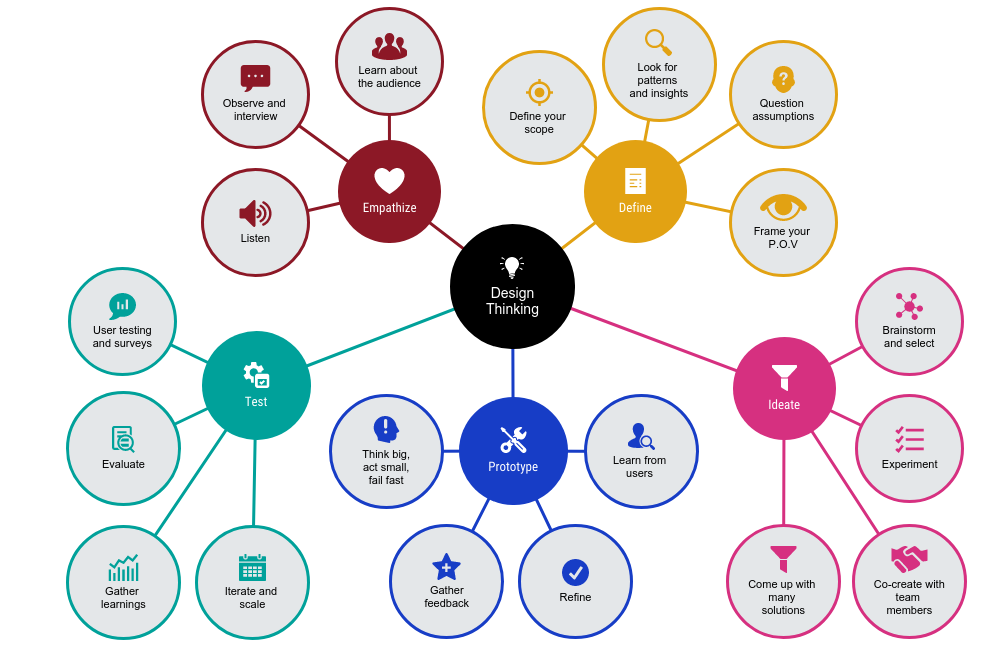 Learn about
the audience
Observe and
interview
Listen
Empathize
Look for
patterns
and insights
Define your
scope
Question
assumptions
Frame your
P.O.V
Define
Design
Thinking
User testing
and surveys
Evaluate
Gather
learnings
Iterate and
scale
Test
Think big,
act small,
fail fast
Prototype
Learn from
users
Gather
feedback
Refine
Brainstorm
and select
Ideate
Experiment
Come up with
many
solutions
Co-create with
team
members